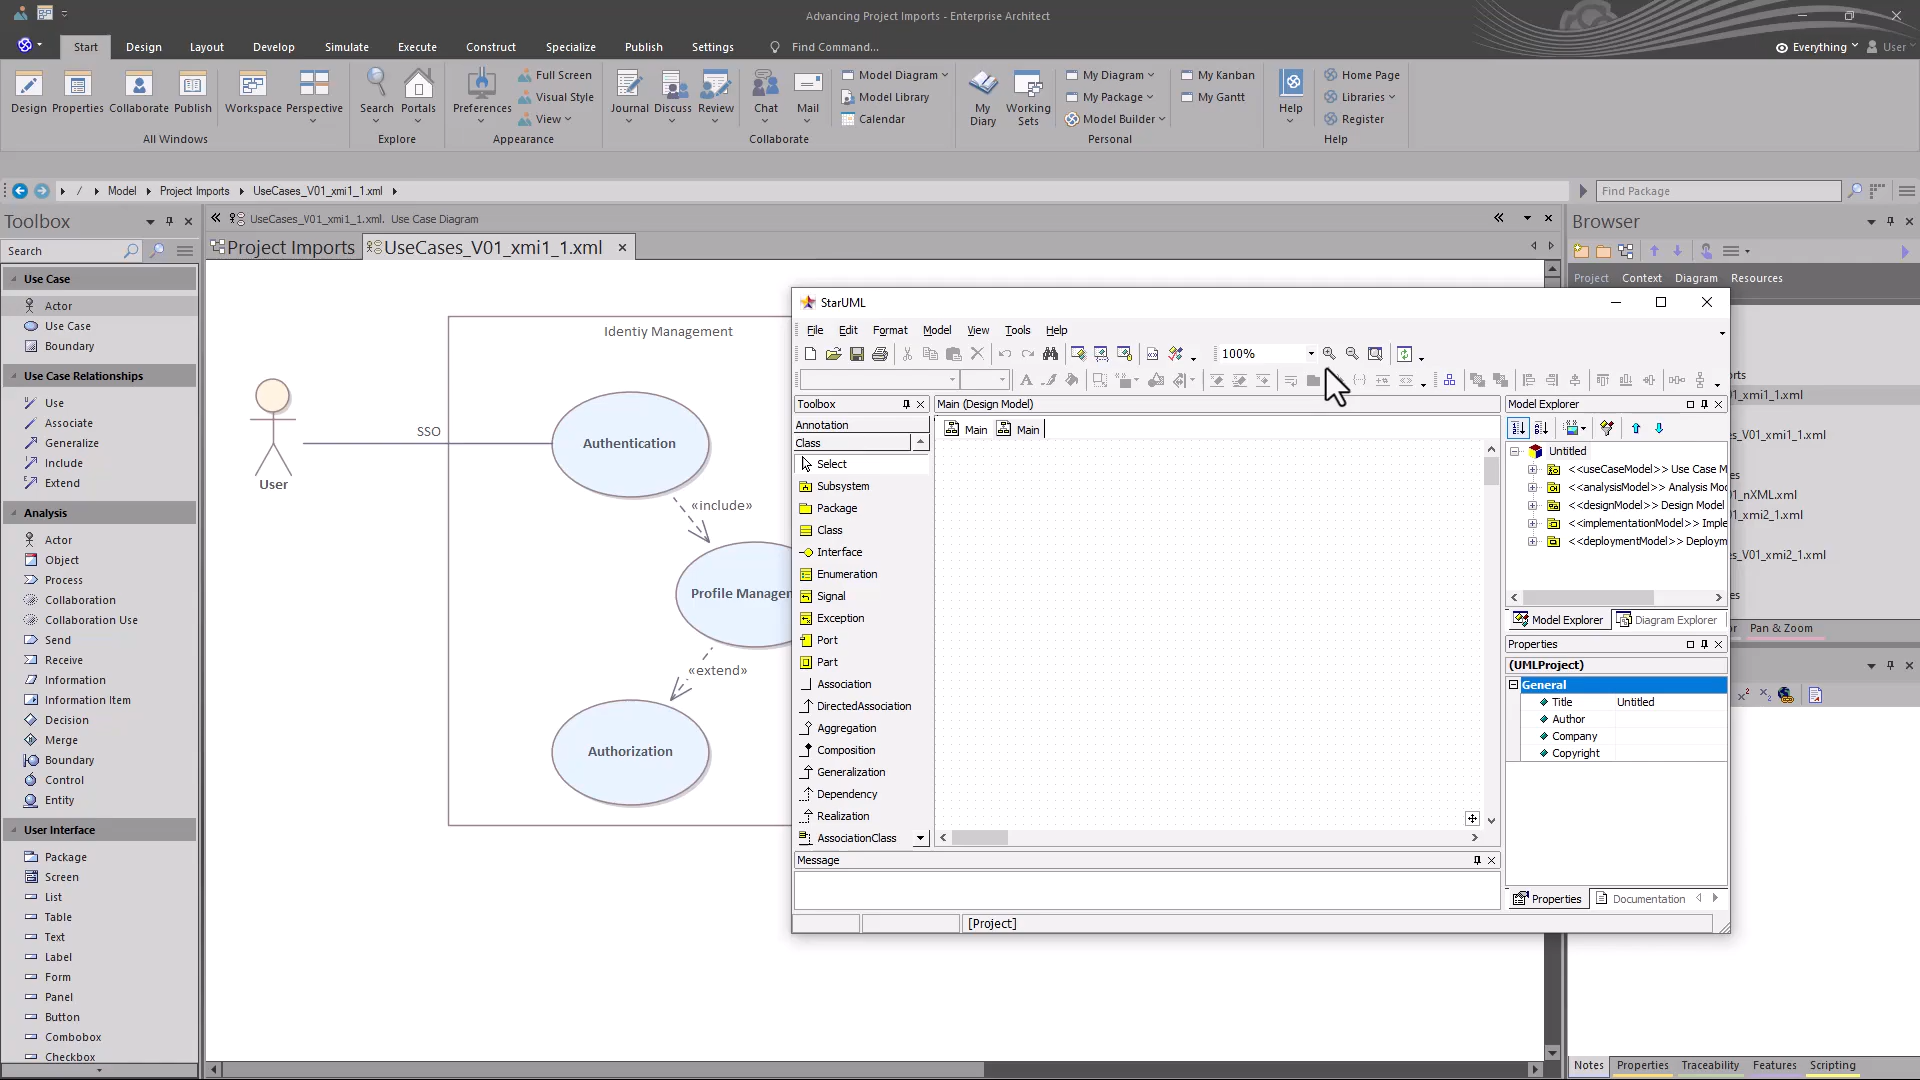 Advancing Project Imports - Enterprise Architect
Start
Design
Layout
Develop
Simulate
Execute
Construct
Specialize
Publish
Settings
Find Command...
Everything
User
Design
Properties
Collaborate
Publish
Workspace
Perspective
All Windows
Search
Portals
Explore
Preferences
Full Screen
Visual Style
View
Appearance
Journal
Discuss
Review
Chat
Mail
Model Diagram
Model Library
Calendar
Collaborate
My Diary
Working Sets
My Diagram
My Package
Model Builder
My Kanban
My Gantt
Personal
Help
Home Page
Libraries
Register
Help
/
Model
Project Imports
UseCases_V01_xmi1_1.xml
Find Package
Toolbox
Search
Use Case
Actor
Use Case
Boundary
Use Case Relationships
Use
Associate
Generalize
Include
Extend
Analysis
Actor
Object
Process
Collaboration
Collaboration Use
Send
Receive
Information
Information Item
Decision
Merge
Boundary
Control
Entity
User Interface
Package
Screen
List
Table
Text
Label
Form
Panel
Button
Combobox
Checkbox
UseCases_V01_xmi1_1.xml. Use Case Diagram
Project Imports
UseCases_V01_xmi1_1.xml
Identiy Management
User
SSO
Authentication
«include»
Profile Manager
«extend»
Authorization
StarUML
File
Edit
Format
Model
View
Tools
Help
100%
Toolbox
Annotation
Class
Select
Subsystem
Package
Class
Interface
Enumeration
Signal
Exception
Port
Part
Association
DirectedAssociation
Aggregation
Composition
Generalization
Dependency
Realization
AssociationClass
Main (Design Model)
Main
Main
Message
[Project]
Model Explorer
Untitled
<<useCaseModel>> Use Case M
<<analysisModel>> Analysis Mo
<<designModel>> Design Model
<<implementationModel>> Imple
<<deploymentModel>> Deploym
Model Explorer
Diagram Explorer
Properties
(UMLProject)
General
Title
Untitled
Author
Company
Copyright
Properties
Documentation
Browser
Project
Context
Diagram
Resources
orts
xmi1_1.xml
s_V01_xmi1_1.xml
es
01_nXML.xml
01_xmi2_1.xml
es_V01_xmi2_1.xml
es
or
Pan & Zoom
Notes
Properties
Traceability
Features
Scripting